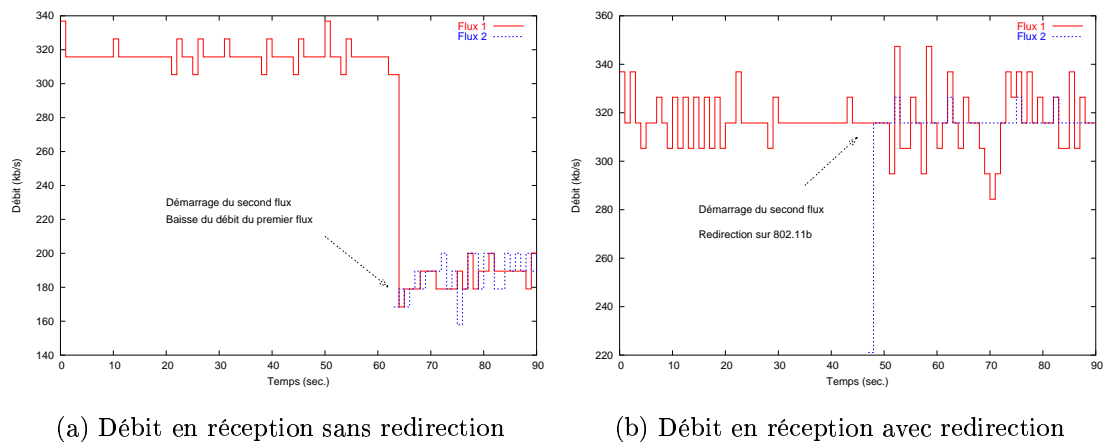 360
340
320
300
280
260
240
220
200
180
160
140
0 10 20 30 40 50 60 70 80 90
Débit (kb/s)
Temps (sec.)
Flux 1
Flux 2
Démarrage du second flux
Baisse du débit du premier flux
(a) Débit en réception sans redirection
360
340
320
300
280
260
240
220
0 10 20 30 40 50 60 70 80 90
Débit (kb/s)
Temps (sec.)
Flux 1
Flux 2
Démarrage du second flux
Redirection sur 802.11b
(b) Débit en réception avec redirection